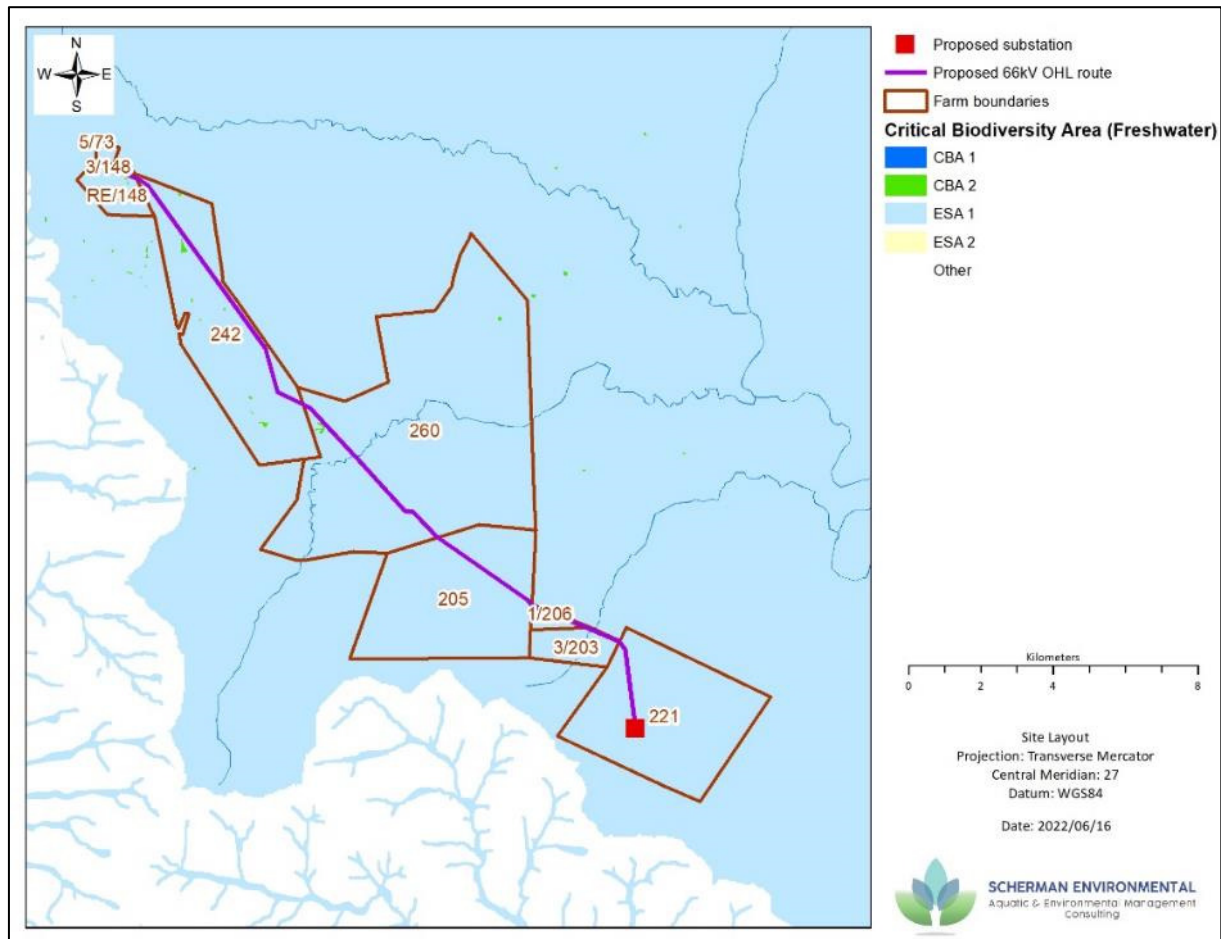 N
W E
S
5/73
3/148
RE/148
242
260
205
1/206
3/203
221
Proposed substation
Proposed 66kV OHL route
Farm boundaries
Critical Biodiversity Area (Freshwater)
CBA 1
CBA 2
ESA 1
ESA 2
Other
Kilometers
0 2 4 8
Site Layout
Projection: Transverse Mercator
Central Meridian: 27
Datum: WGS84
Date: 2022/06/16
SCHERMAN ENVIRONMENTAL
Aquatic & Environmental Management
Consulting